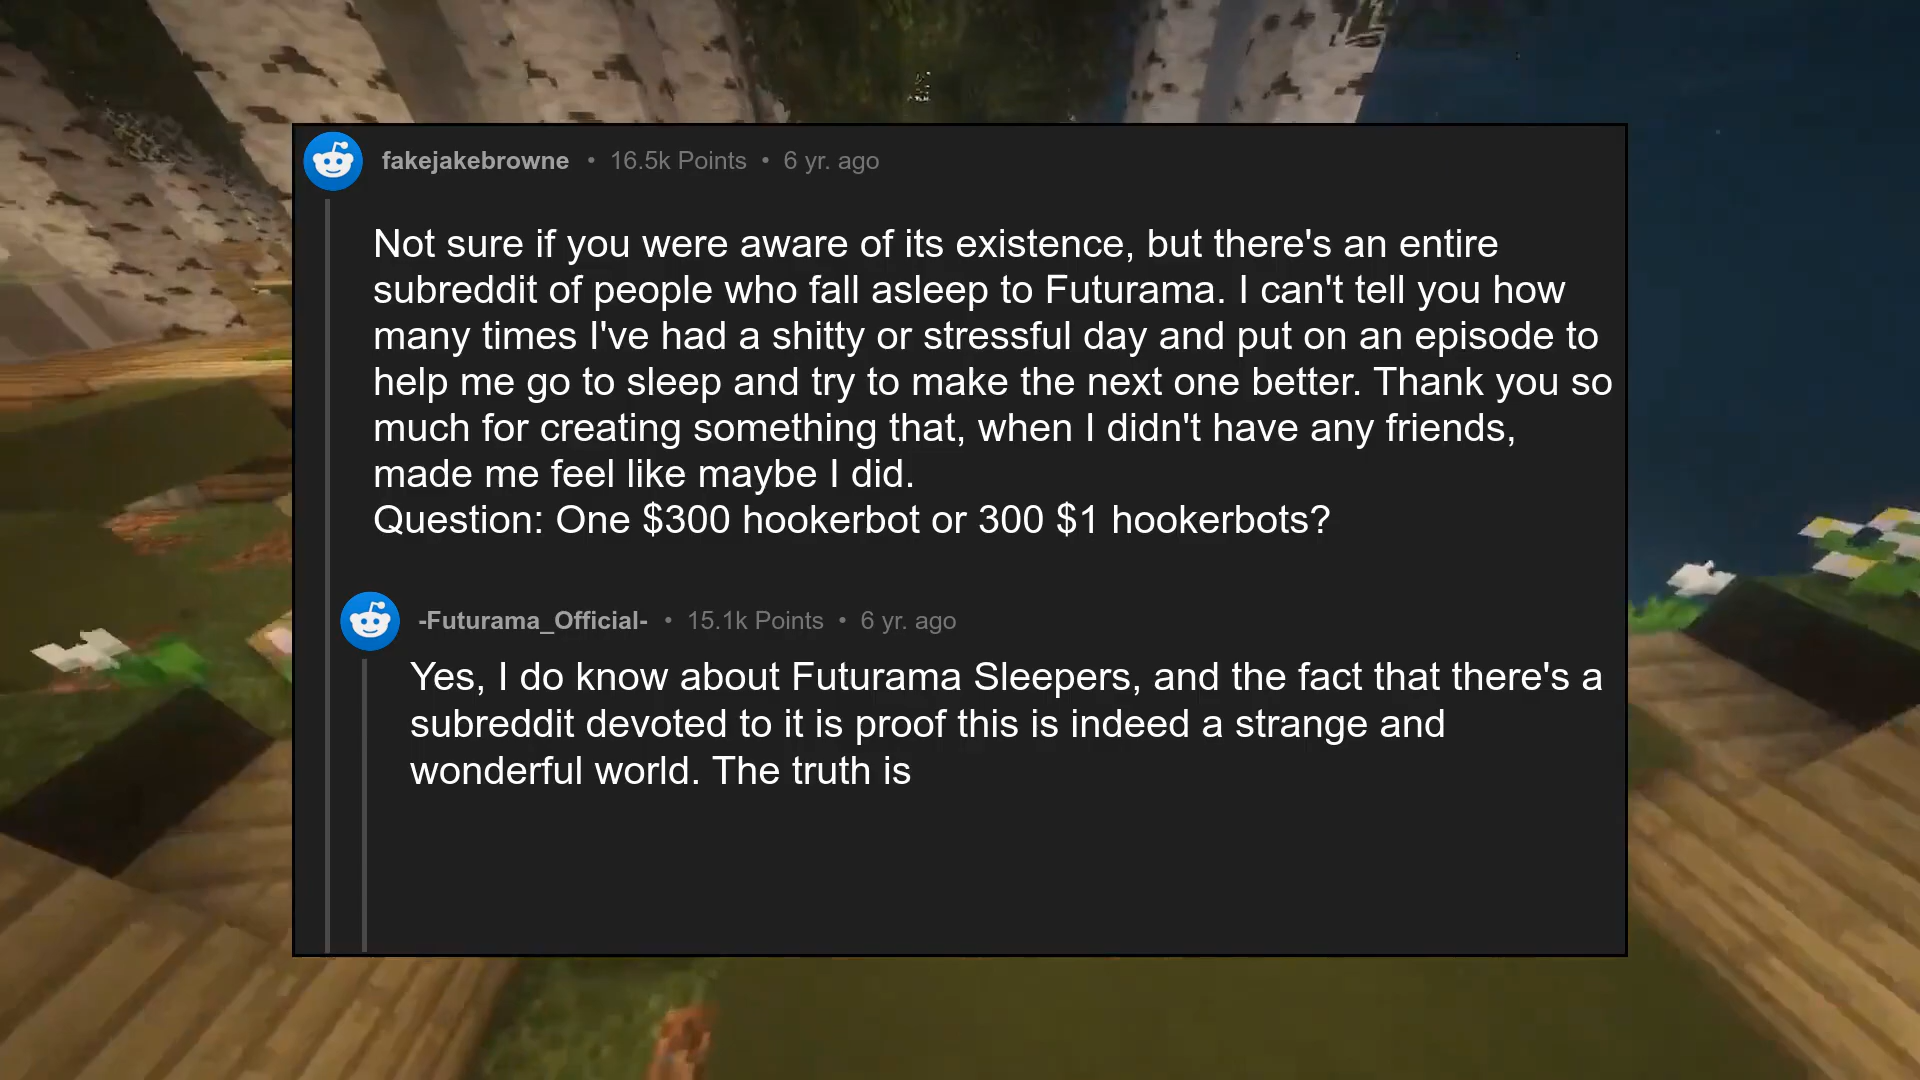 fakejakebrowne • 16.5k Points • 6 yr. ago
Not sure if you were aware of its existence, but there's an entire
subreddit of people who fall asleep to Futurama. I can't tell you how
many times I've had a shitty or stressful day and put on an episode to
help me go to sleep and try to make the next one better. Thank you so
much for creating something that, when I didn't have any friends,
made me feel like maybe I did.
Question: One $300 hookerbot or 300 $1 hookerbots?
-Futurama_Official- • 15.1k Points • 6 yr. ago
Yes, I do know about Futurama Sleepers, and the fact that there's a
subreddit devoted to it is proof this is indeed a strange and
wonderful world. The truth is